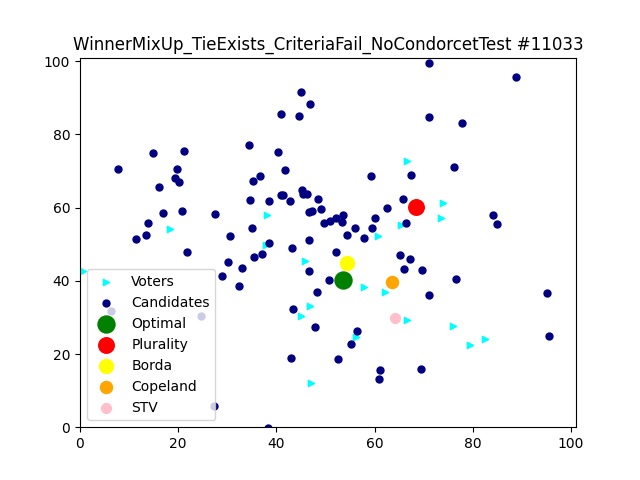 WinnerMixUp_TieExists_CriteriaFail_NoCondorcetTest #11033
100
80
60
40
20
0
Voters
Candidates
Optimal
Plurality
Borda
Copeland
STV
0 20 40 60 80 100